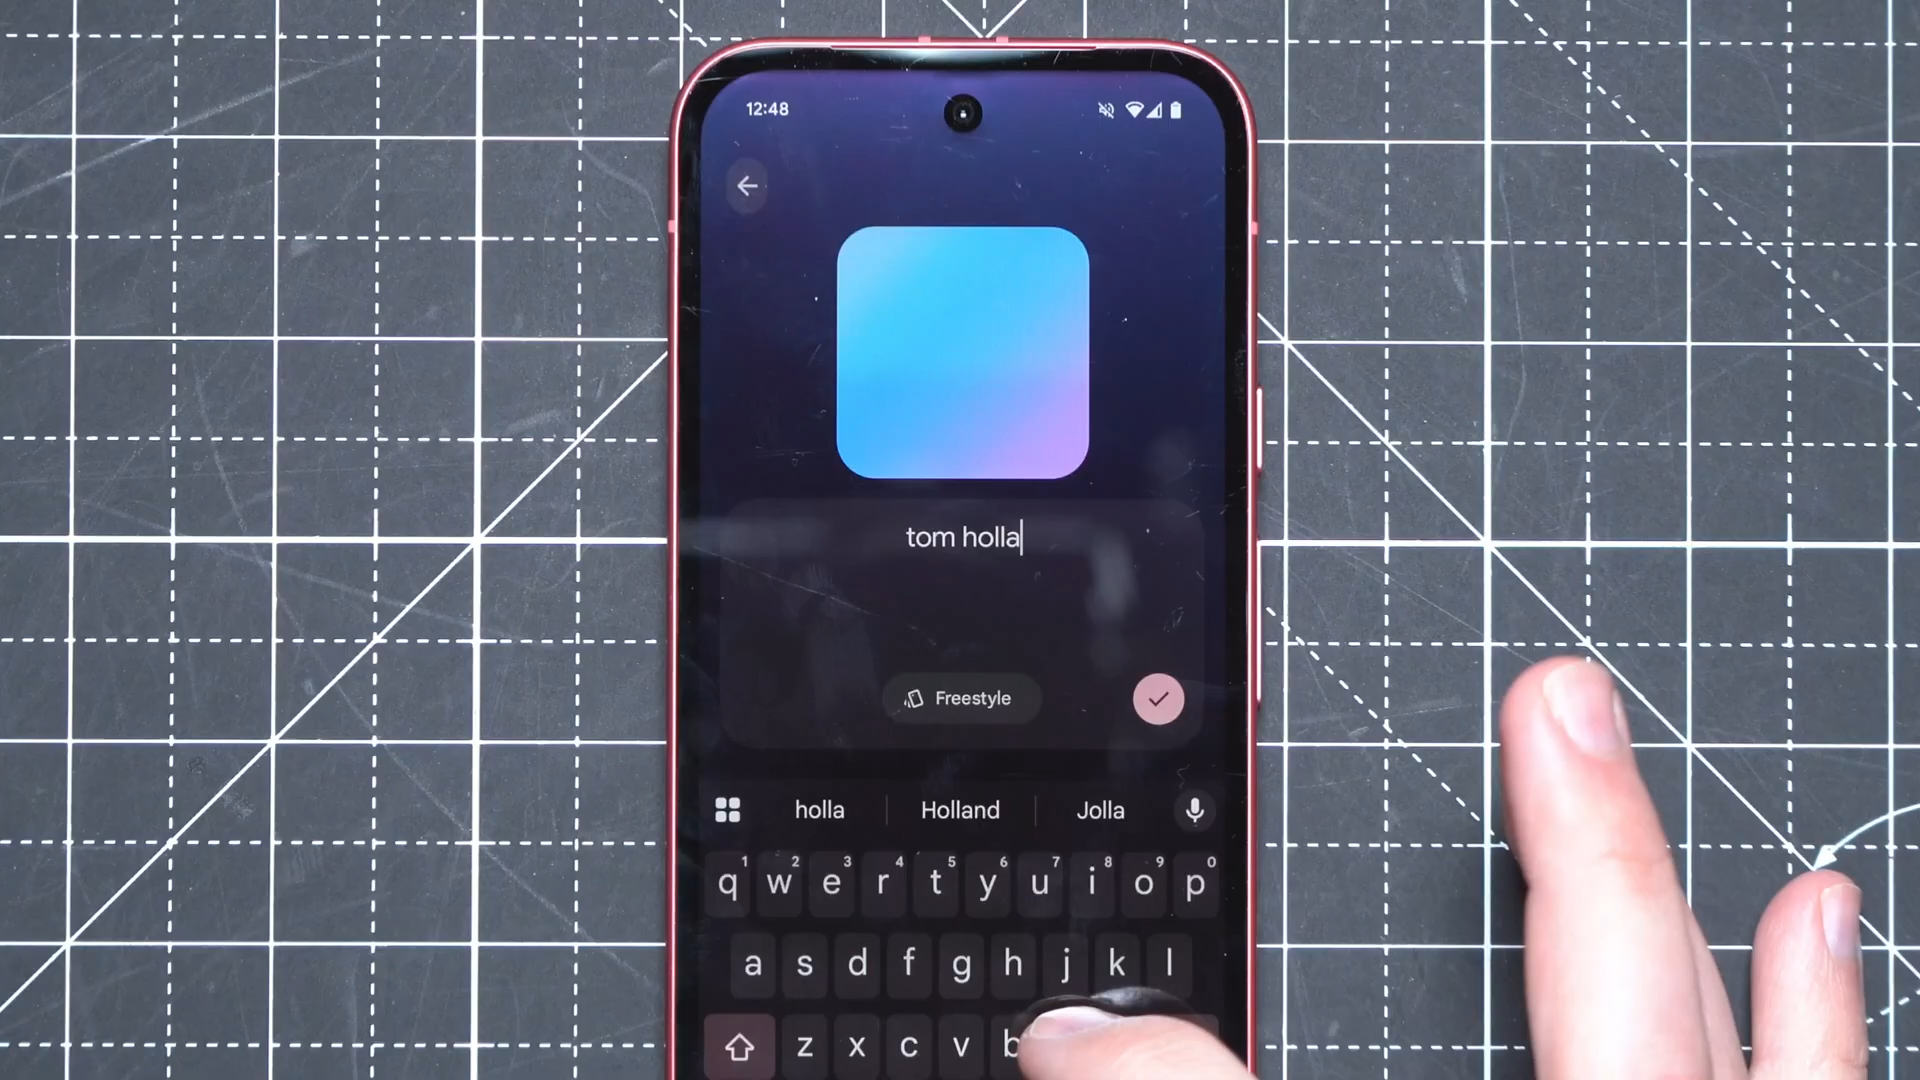 12:48
tom holla
Freestyle
holla Holland Jolla
1 2 3 4 5 6 7 8 9 0
q w e r t y u i o p
a s d f g h j k l
z x c v b